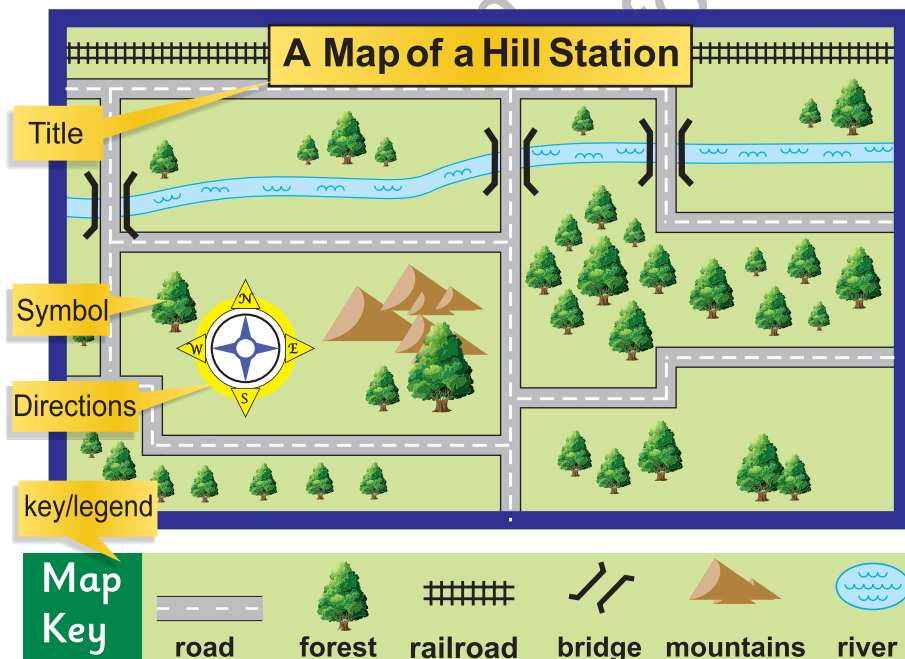 A Map of a Hill Station
Title
Symbol
N
W
E
S
Directions
key/legend
Map
Key
road
forest
railroad
bridge
mountains
river